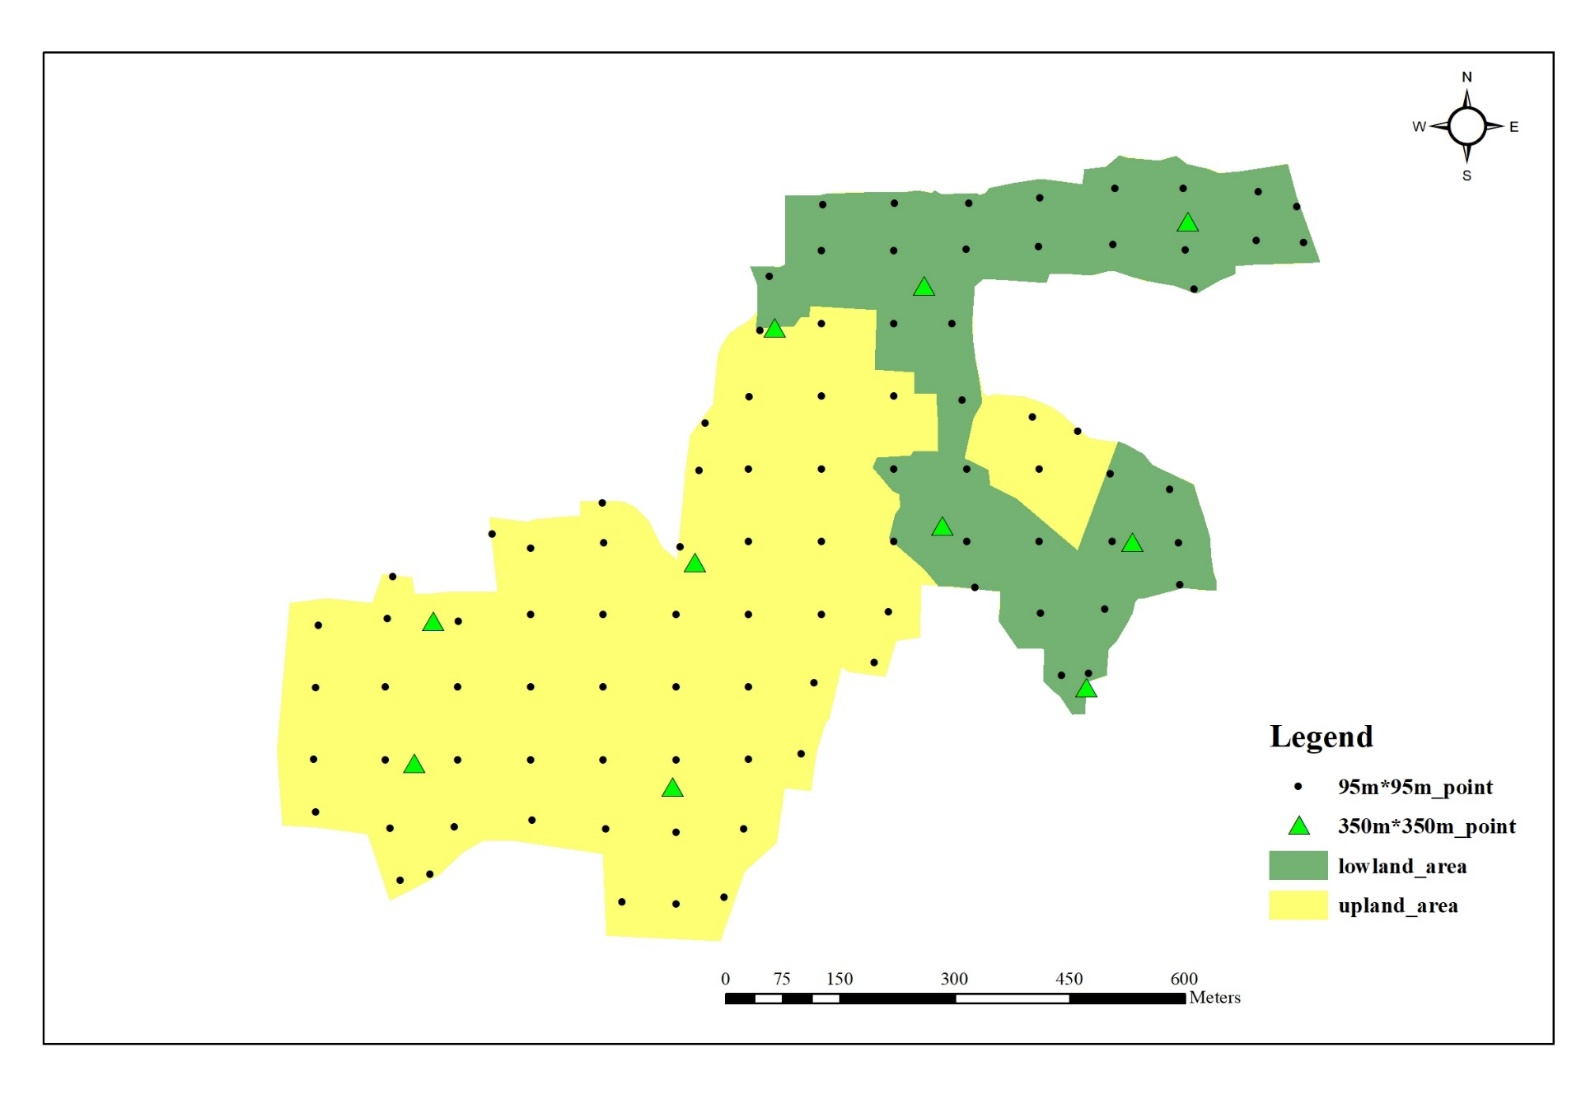 N
W E
S
Legend
95m*95m_point
350m*350m_point
lowland_area
upland_area
0 75 150 300 450 600
Meters